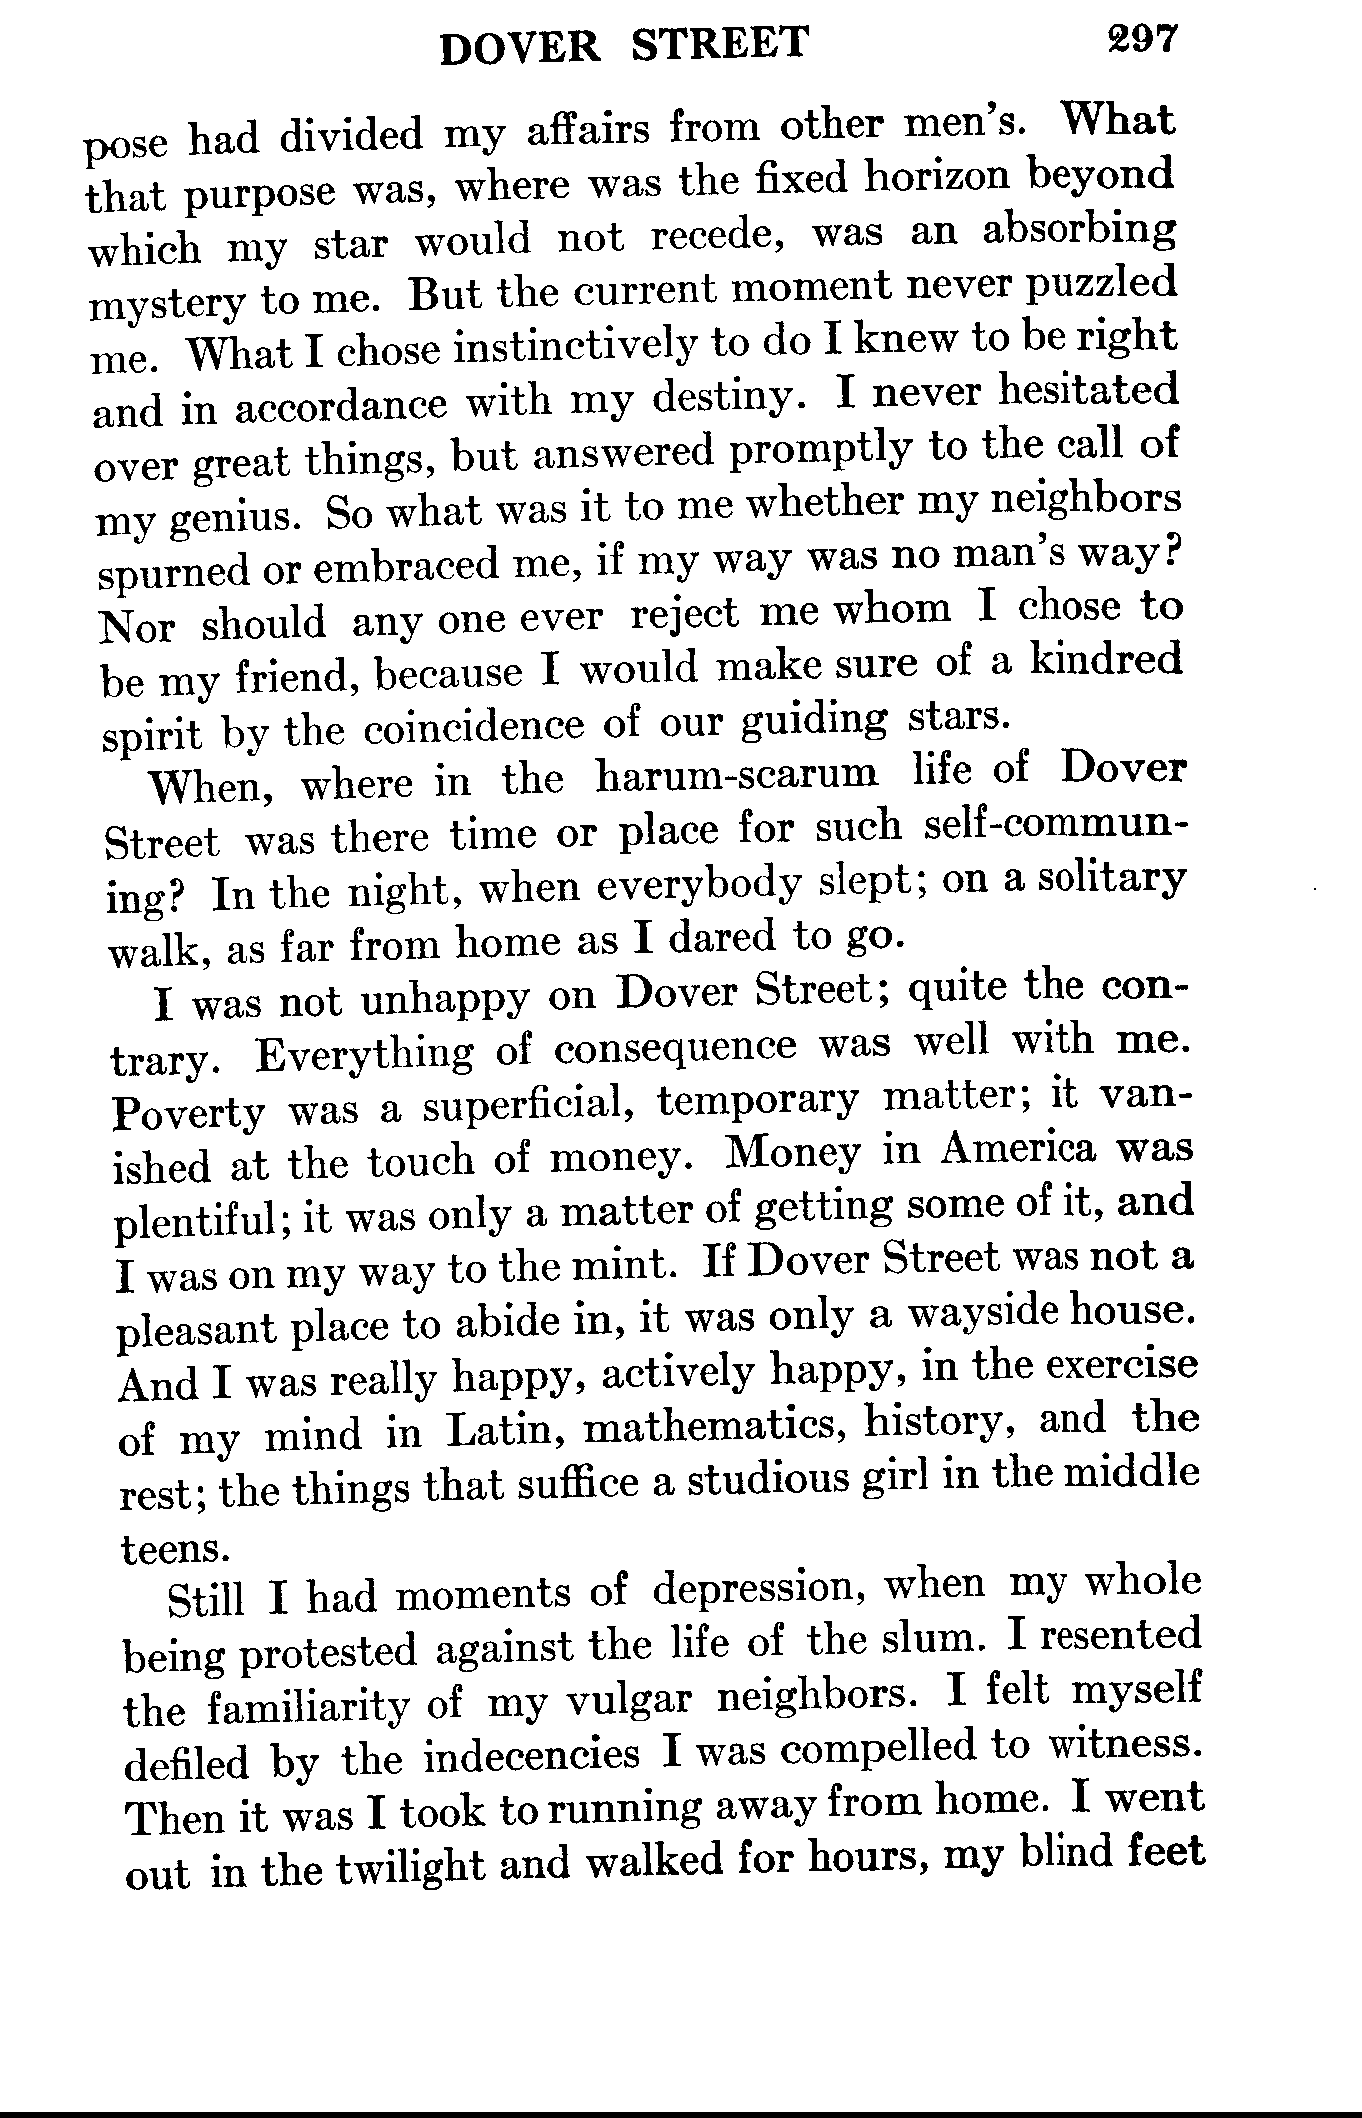 DOVER STREET 297
pose had divided my affairs from other men's. What
that purpose was, where was the fixed horizon beyond
which my star would not recede, was an absorbing
mystery to me. But the current moment never puzzled
me. What I chose instinctively to do I knew to be right
and in accordance with my destiny. I never hesitated
over great things, but answered promptly to the call of
my genius. So what was it to me whether my neighbors
spurned or embraced me, if my way was no man's way?
Nor should any one ever reject me whom I chose to
be my friend, because I would make sure of a kindred
spirit by the coincidence of our guiding stars.
When, where in the harum-scarum life of Dover
Street was there time or place for such self-commun-
ing? In the night, when everybody slept; on a solitary
walk, as far from home as I dared to go.
I was not unhappy on Dover Street; quite the con-
trary. Everything of consequence was well with me.
Poverty was a superficial, temporary matter; it van-
ished at the touch of money. Money in America was
plentiful; it was only a matter of getting some of it, and
I was on my way to the mint. If Dover Street was not a
pleasant place to abide in, it was only a wayside house.
And I was really happy, actively happy, in the exercise
of my mind in Latin, mathematics, history, and the
rest; the things that suffice a studious girl in the middle
teens.
Still I had moments of depression, when my whole
being protested against the life of the slum. I resented
the familiarity of my vulgar neighbors. I felt myself
defiled by the indecencies I was compelled to witness.
Then it was I took to running away from home. I went
out in the twilight and walked for hours, my blind feet